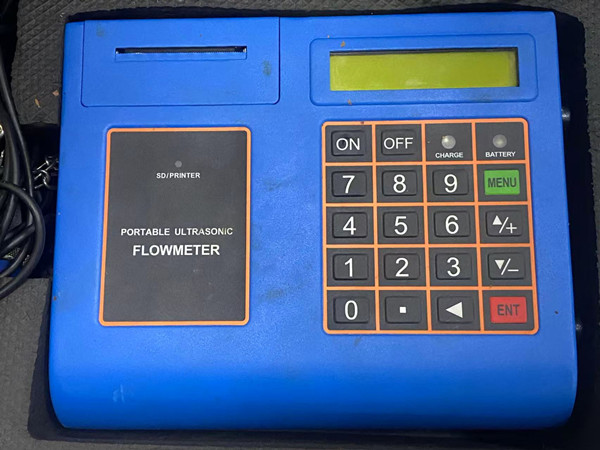 SD/PRINTER
PORTABLE ULTRASONIC
FLOWMETER
ON OFF CHARGE BATTERY
7 8 9 MENU
4 5 6 ▲/+
1 2 3 ▼/−
0 . ◀ ENT